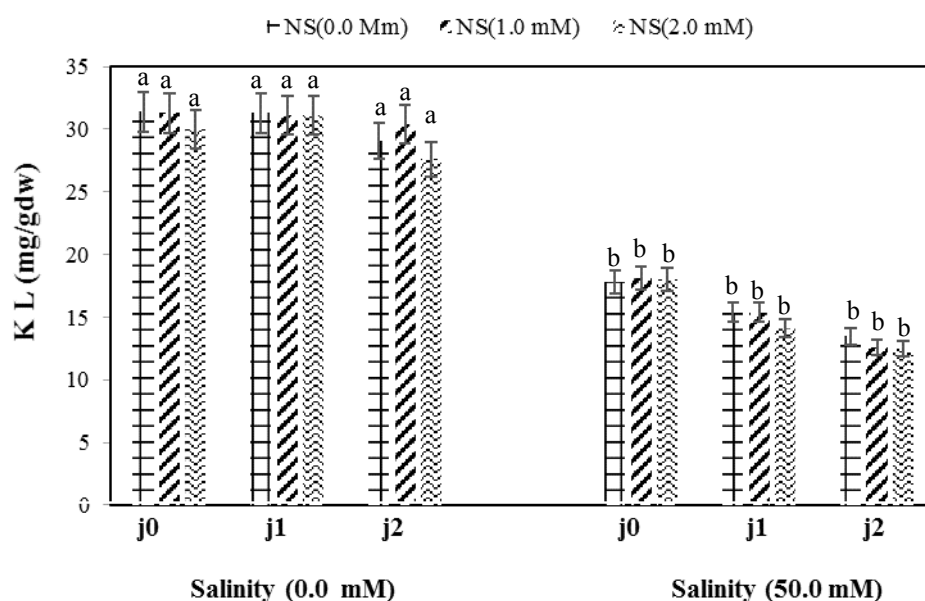 NS(0.0 Mm) NS(1.0 mM) NS(2.0 mM)
K L (mg/gdw)
35
30
25
20
15
10
5
0
a a a a a a a a a
b b b b b b b b b
j0 j1 j2 j0 j1 j2
Salinity (0.0 mM) Salinity (50.0 mM)